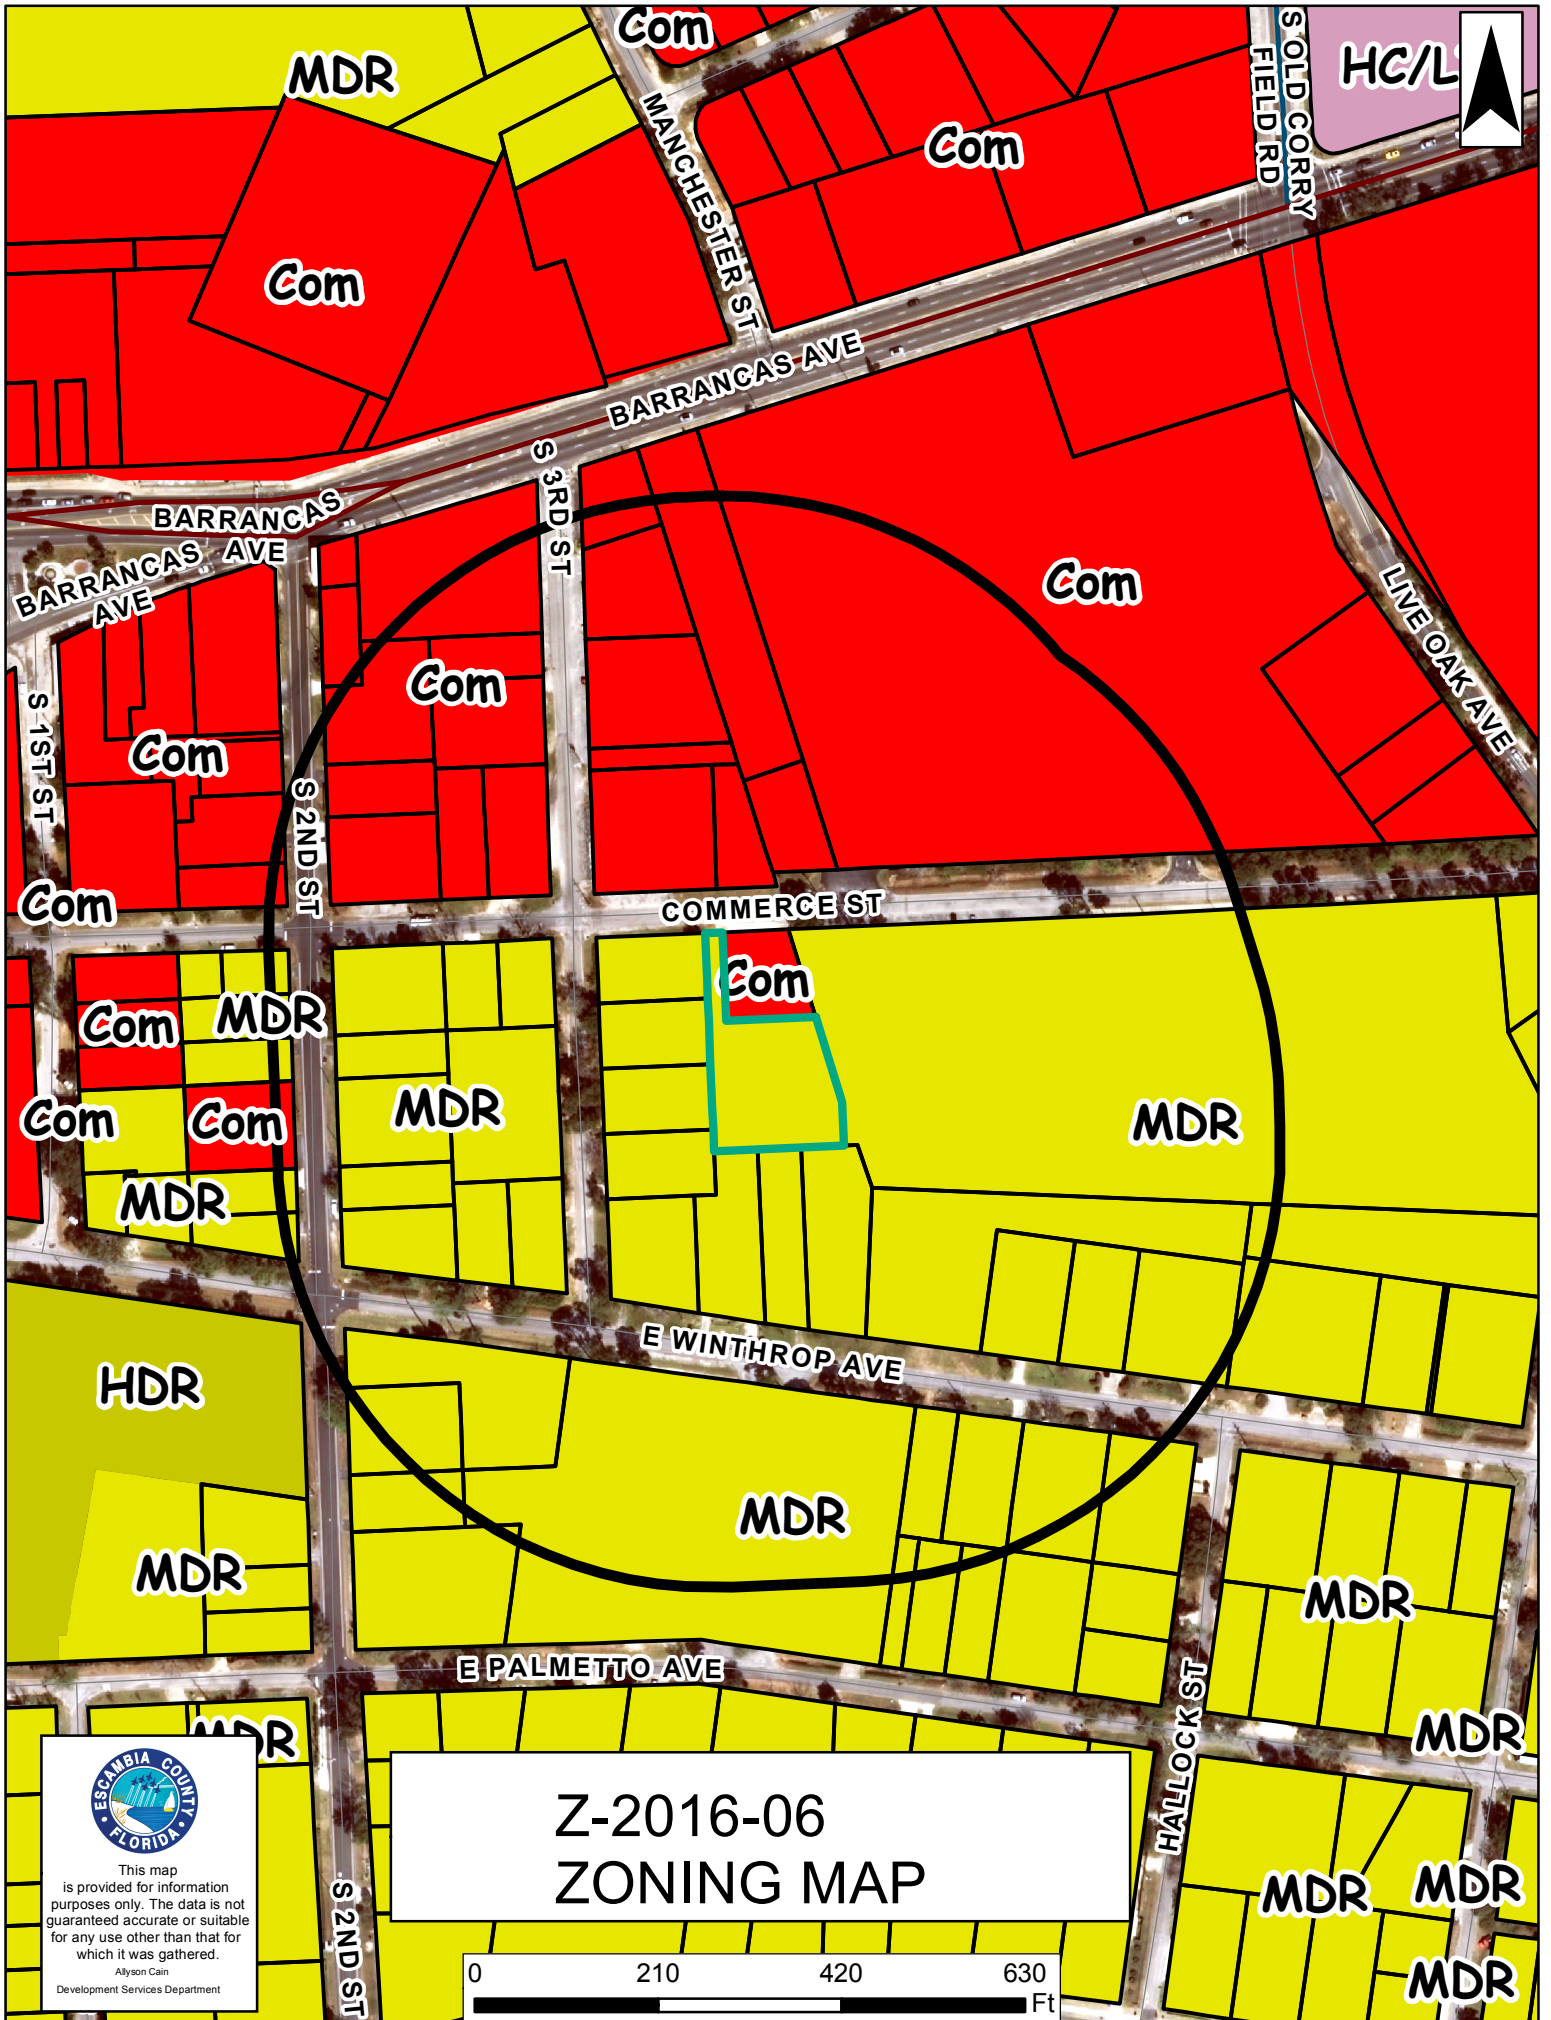 Com
MDR
S OLD CORRY
FIELD RD
HC/L
MANCHESTER ST
Com
Com
BARRANCAS AVE
S 3RD ST
BARRANCAS
AVE
BARRANCAS
AVE
Com
LIVE OAK AVE
Com
S 1ST ST
Com
S 2ND ST
Com
COMMERCE ST
Com
MDR
Com
Com
Com
MDR
MDR
Com
MDR
E WINTHROP AVE
HDR
MDR
MDR
MDR
E PALMETTO AVE
HALLOCK ST
MDR
MDR
ESCAMBIA COUNTY
FLORIDA
This map
is provided for information
purposes only. The data is not
guaranteed accurate or suitable
for any use other than that for
which it was gathered.
Allyson Cain
Development Services Department
Z-2016-06
ZONING MAP
S 2ND ST
MDR
MDR
MDR
0 210 420 630
Ft